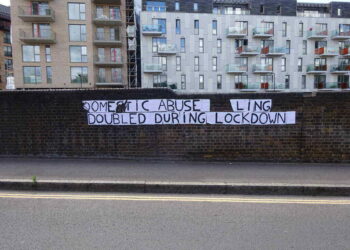 DOMESTIC ABUSE LING
DOUBLED DURING LOCKDOWN